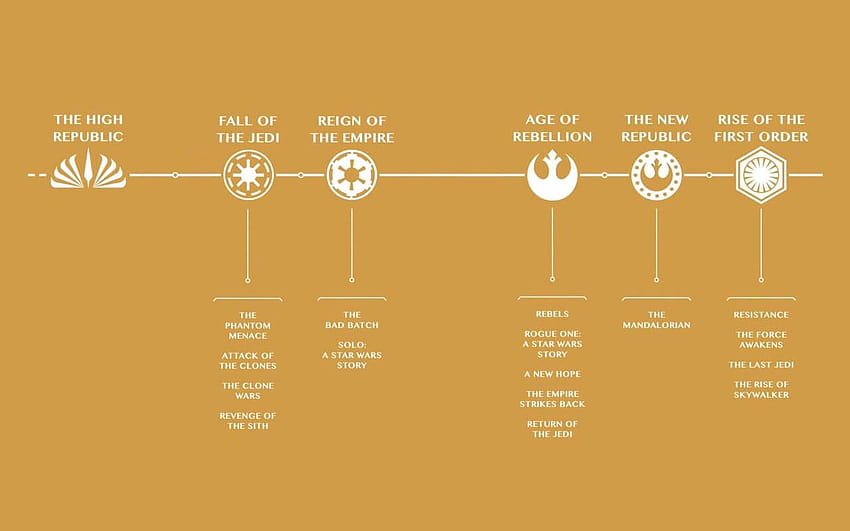 THE HIGH
REPUBLIC
FALL OF
THE JEDI
REIGN OF
THE EMPIRE
AGE OF
REBELLION
THE NEW
REPUBLIC
RISE OF THE
FIRST ORDER
THE
PHANTOM
MENACE
ATTACK OF
THE CLONES
THE CLONE
WARS
REVENGE OF
THE SITH
THE
BAD BATCH
SOLO:
A STAR WARS
STORY
REBELS
ROGUE ONE:
A STAR WARS
STORY
A NEW HOPE
THE EMPIRE
STRIKES BACK
RETURN OF
THE JEDI
THE
MANDALORIAN
RESISTANCE
THE FORCE
AWAKENS
THE LAST JEDI
THE RISE OF
SKYWALKER